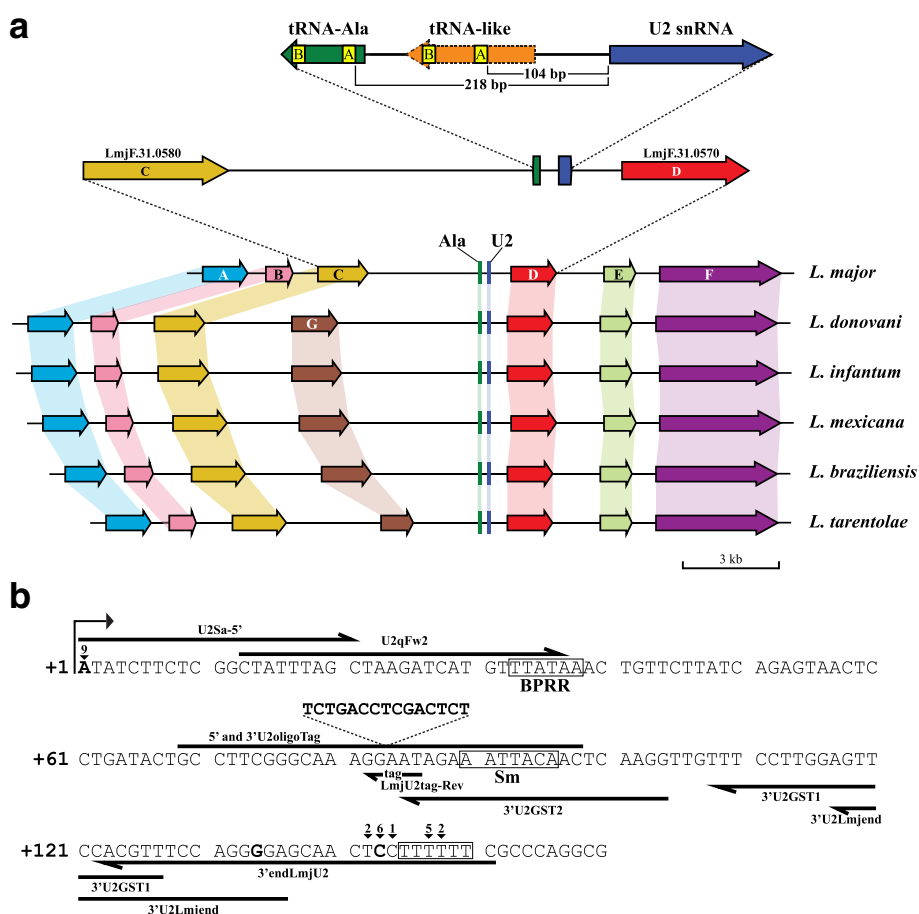 a
tRNA-Ala tRNA-like U2 snRNA
B A B A
104 bp
218 bp
LmjF.31.0580 LmjF.31.0570
C D
Ala U2
A B C D E F L. major
G L. donovani
L. infantum
L. mexicana
L. braziliensis
L. tarentolae
3 kb
b
U2Sa-5’ U2qFw2
9
+1 ATATCTTCTC GGCTATTTAG CTAAGATCAT GTTTATAAAC TGTTCTTATC AGAGTAACTC
BPRR
TCTGACCTCGACTCT
5’ and 3’U2oligoTag
+61 CTGATACTGC CTTCGGGCAA AGGAATAGAA ATTACAACTC AAGGTTGTTT CCTTGGAGTT
tag Sm
LmjU2tag-Rev
3’U2GST2 3’U2GST1
3’U2Lmjend
2 6 1 5 2
+121 CCACGTTTCC AGGGGAGCAA CTCCTTTTTT CGCCCAGGCG
3’endLmjU2
3’U2GST1
3’U2Lmjend